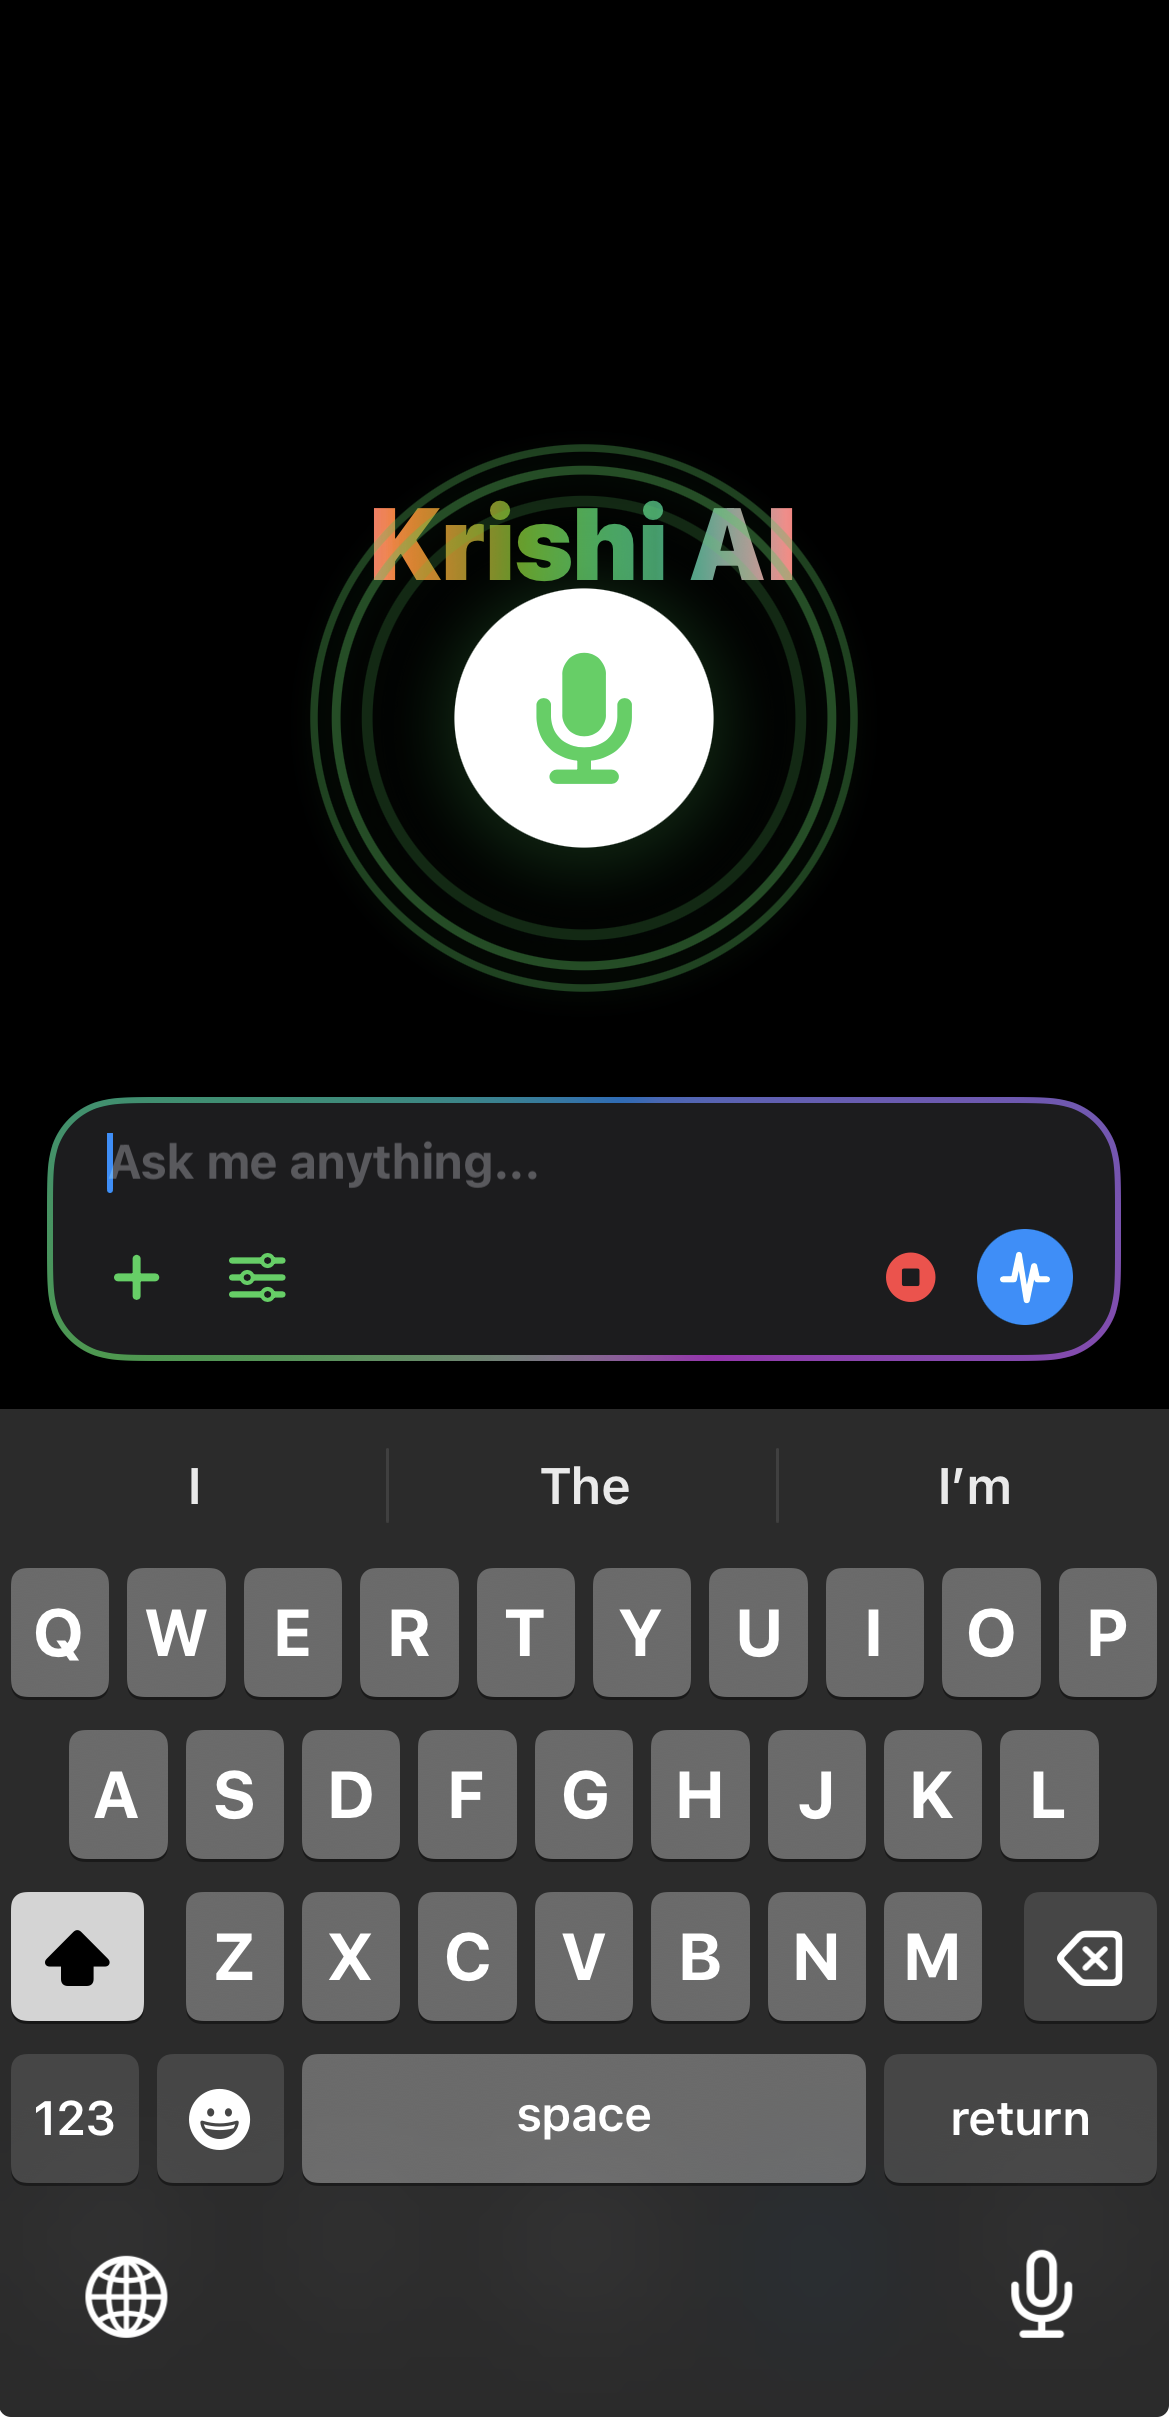 Krishi AI
Ask me anything...
I The I’m
Q W E R T Y U I O P
A S D F G H J K L
Z X C V B N M
123 space return